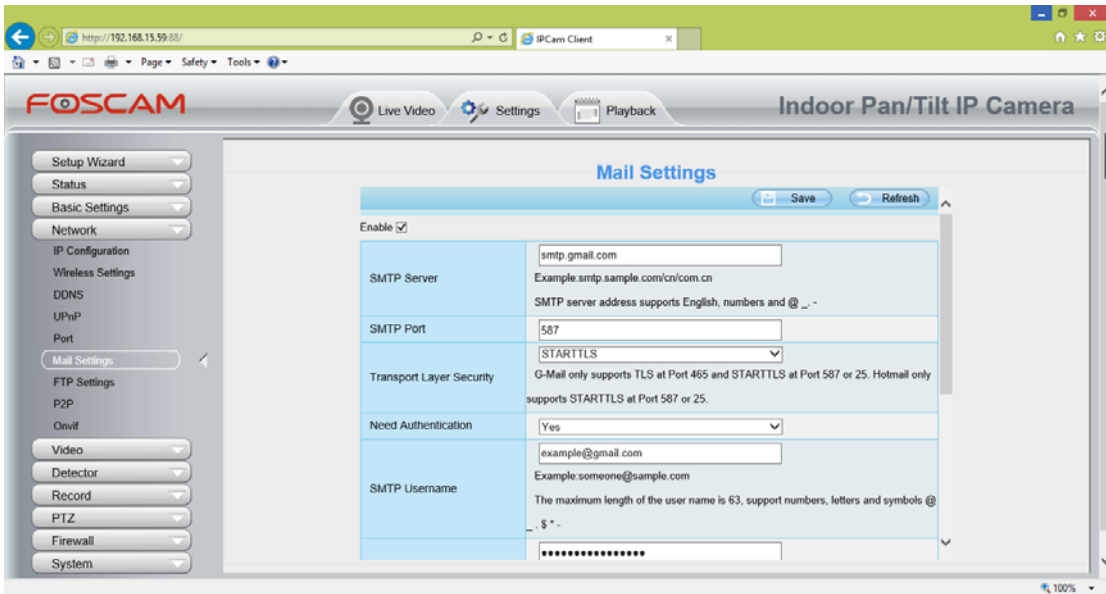 http://192.168.15.59:88/
IPCam Client
Page
Safety
Tools
FOSCAM
Live Video
Settings
Playback
Indoor Pan/Tilt IP Camera
Setup Wizard
Status
Basic Settings
Network
IP Configuration
Wireless Settings
DDNS
UPnP
Port
Mail Settings
FTP Settings
P2P
Onvif
Video
Detector
Record
PTZ
Firewall
System
Mail Settings
Save
Refresh
Enable
SMTP Server
smtp.gmail.com
Example:smtp.sample.com/cn/com.cn
SMTP server address supports English, numbers and @ _ . -
SMTP Port
587
Transport Layer Security
STARTTLS
G-Mail only supports TLS at Port 465 and STARTTLS at Port 587 or 25. Hotmail only
supports STARTTLS at Port 587 or 25.
Need Authentication
Yes
SMTP Username
example@gmail.com
Example:someone@sample.com
The maximum length of the user name is 63, support numbers, letters and symbols @
_ . $ * -
••••••••••••••••
100%